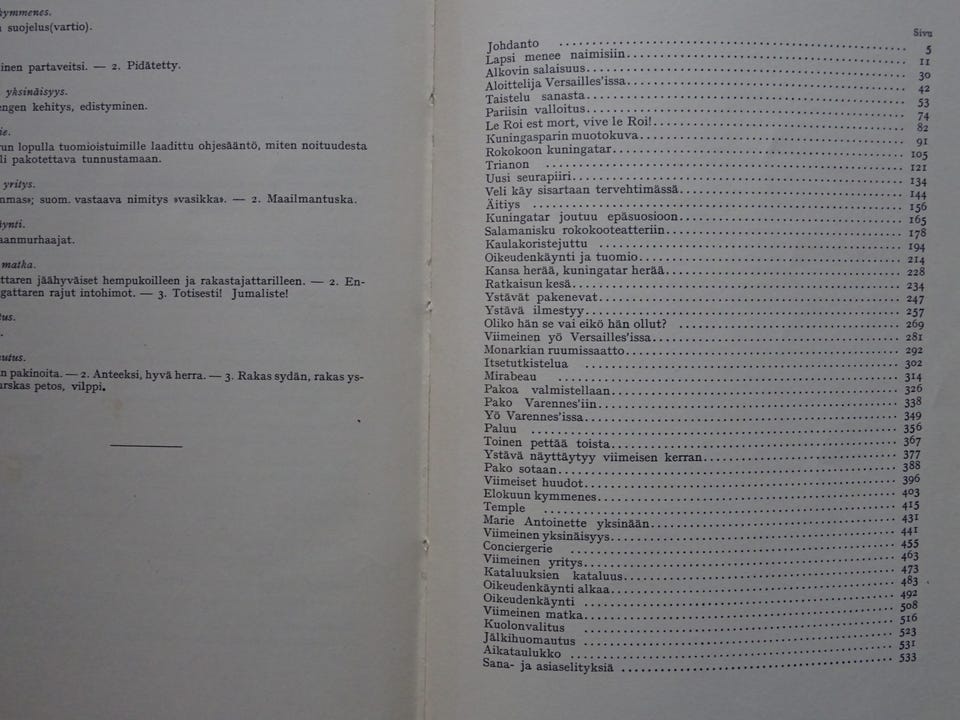 kymmenes.
suojelus(vartio).
inen partaveitsi. — 2. Pidätetty.
yksinäisyys.
engen kehitys, edistyminen.
ie.
un lopulla tuomioistuimille laadittu ohjesääntö, miten noituudesta
li pakotettava tunnustamaan.
yritys.
nmas»; suom. vastaava nimitys »vasikka». — 2. Maailmantuska.
äynti.
aanmurhaajat.
matka.
ttaren jäähyväiset hempukoilleen ja rakastajattarilleen. — 2. En-
gattaren rajut intohimot. — 3. Totisesti! Jumaliste!
tus.
utus.
n pakinoita. — 2. Anteeksi, hyvä herra. — 3. Rakas sydän, rakas ys-
urskas petos, vilppi.
Sivu
Johdanto 5
Lapsi menee naimisiin 11
Alkovin salaisuus 30
Aloittelija Versailles'issa 42
Taistelu sanasta 53
Pariisin valloitus 74
Le Roi est mort, vive le Roi! 82
Kuningasparin muotokuva 91
Rokokoon kuningatar 105
Trianon 121
Uusi seurapiiri 134
Veli käy sisartaan tervehtimässä 144
Äitiys 156
Kuningatar joutuu epäsuosioon 165
Salamanisku rokokooteatteriin 178
Kaulakoristejuttu 194
Oikeudenkäynti ja tuomio 214
Kansa herää, kuningatar herää 228
Ratkaisun kesä 234
Ystävät pakenevat 247
Ystävä ilmestyy 257
Oliko hän se vai eikö hän ollut? 269
Viimeinen yö Versailles'issa 281
Monarkian ruumissaatto 292
Itsetutkistelua 302
Mirabeau 314
Pakoa valmistellaan 326
Pako Varennes'iin 338
Yö Varennes'issa 349
Paluu 356
Toinen pettää toista 367
Ystävä näyttäytyy viimeisen kerran 377
Pako sotaan 388
Viimeiset huudot 396
Elokuun kymmenes 403
Temple 415
Marie Antoinette yksinään 431
Viimeinen yksinäisyys 441
Conciergerie 455
Viimeinen yritys 463
Kataluuksien kataluus 473
Oikeudenkäynti alkaa 483
Oikeudenkäynti 492
Viimeinen matka 508
Kuolonvalitus 516
Jälkihuomautus 523
Aikataulukko 531
Sana- ja asiaselityksiä 533